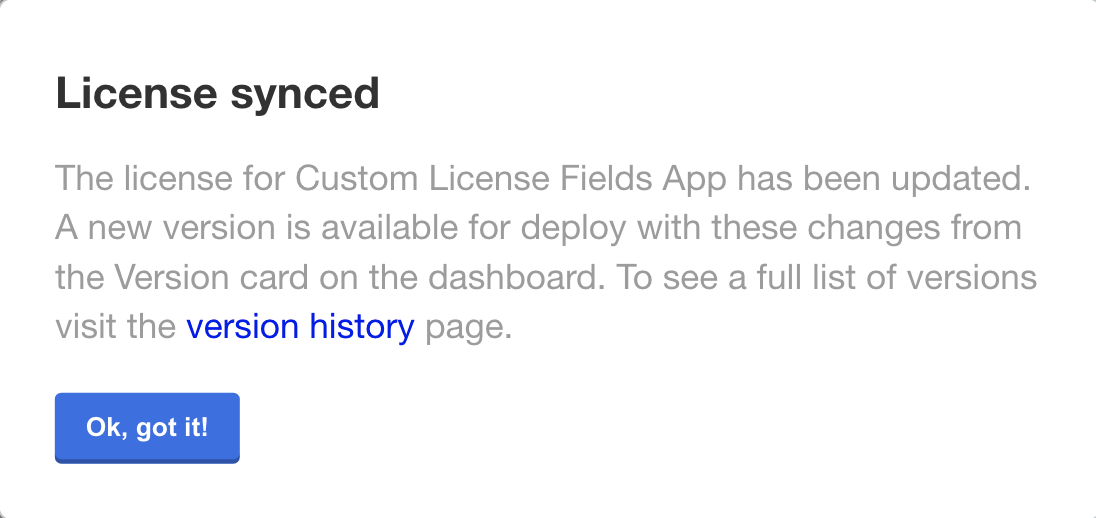 License synced
The license for Custom License Fields App has been updated.
A new version is available for deploy with these changes from
the Version card on the dashboard. To see a full list of versions
visit the version history page.
Ok, got it!